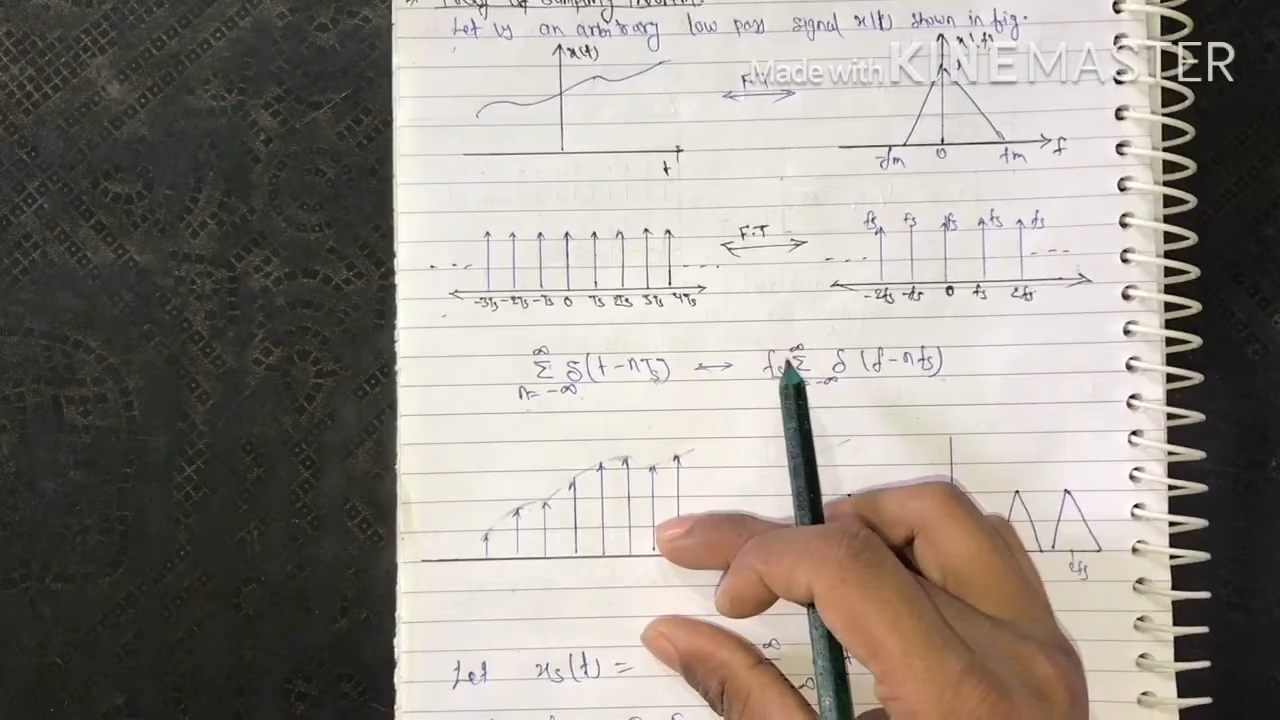 Let us an arbitrary low pass signal x(t) shown in fig.
x(t)
F.T
Made with KINEMASTER
t
-fm 0 fm f
fs fs fs fs fs
F.T
-3Ts -2Ts -Ts 0 Ts 2Ts 3Ts 4Ts
-2fs -fs 0 fs 2fs
∞ ∞
Σ δ(t-nTs) ↔ fs Σ δ (f-nfs)
n=-∞ -∞
2fs
Let xs(t) = ∞